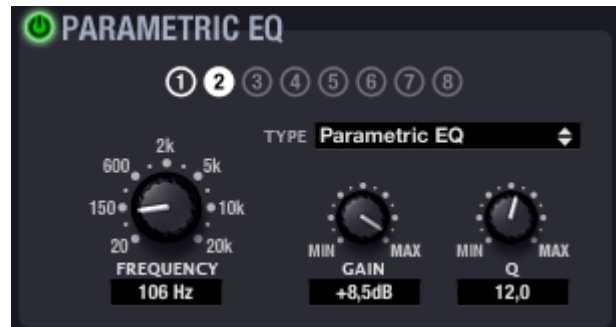 PARAMETRIC EQ
1 2 3 4 5 6 7 8
TYPE Parametric EQ
2k
600 5k
150 10k
20 20k
MIN MAX MIN MAX
FREQUENCY GAIN Q
106 Hz +8,5dB 12,0